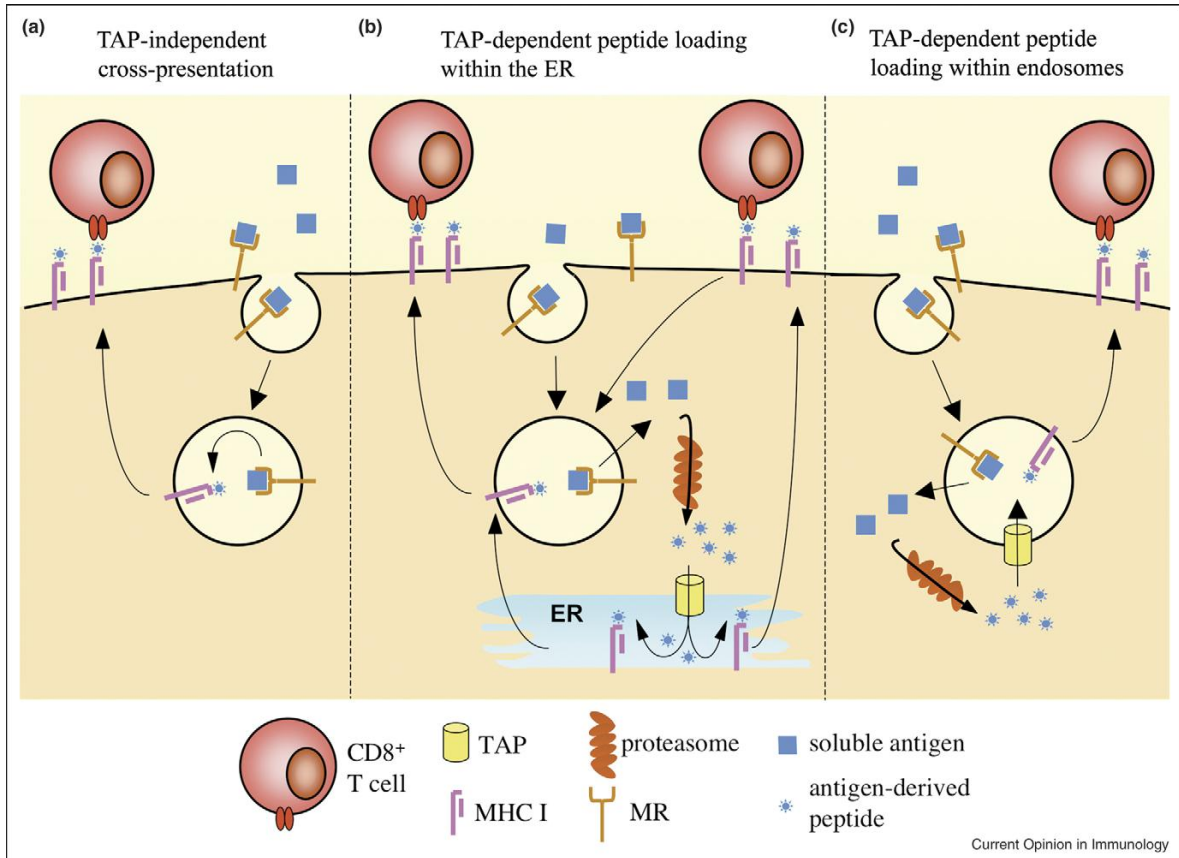 (a)
TAP-independent
cross-presentation
(b)
TAP-dependent peptide loading
within the ER
(c)
TAP-dependent peptide
loading within endosomes
ER
CD8⁺
T cell
TAP
MHC I
proteasome
MR
soluble antigen
antigen-derived
peptide
Current Opinion in Immunology